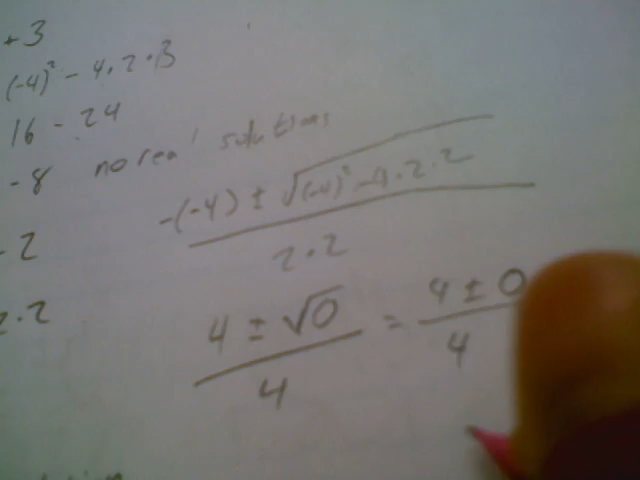 +3
(-4)² - 4·2·3
16 - 24
-8 no real solutions
-2
2·2
-(-4) ± √(-4)² - 4·2·2
2·2
4 ± √0 = 4 ± 0
4 4